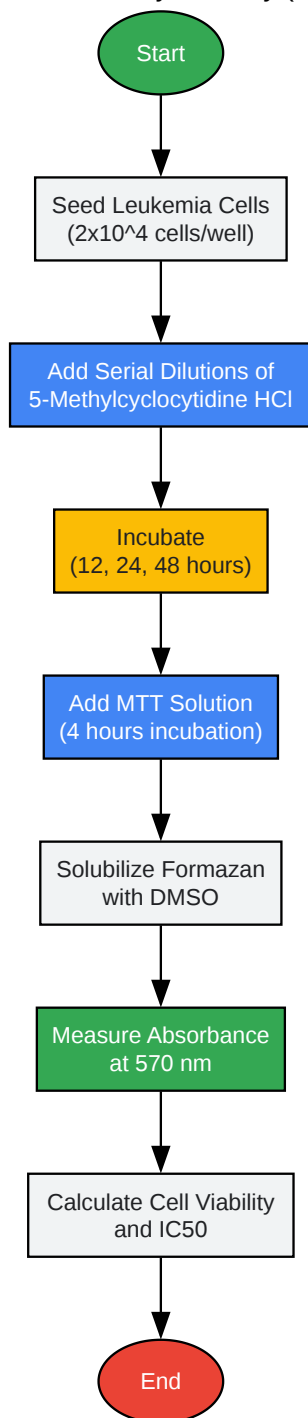 Start
Seed Leukemia Cells
(2x10^4 cells/well)
Add Serial Dilutions of
5-Methylcyclocytidine HCl
Incubate
(12, 24, 48 hours)
Add MTT Solution
(4 hours incubation)
Solubilize Formazan
with DMSO
Measure Absorbance
at 570 nm
Calculate Cell Viability
and IC50
End